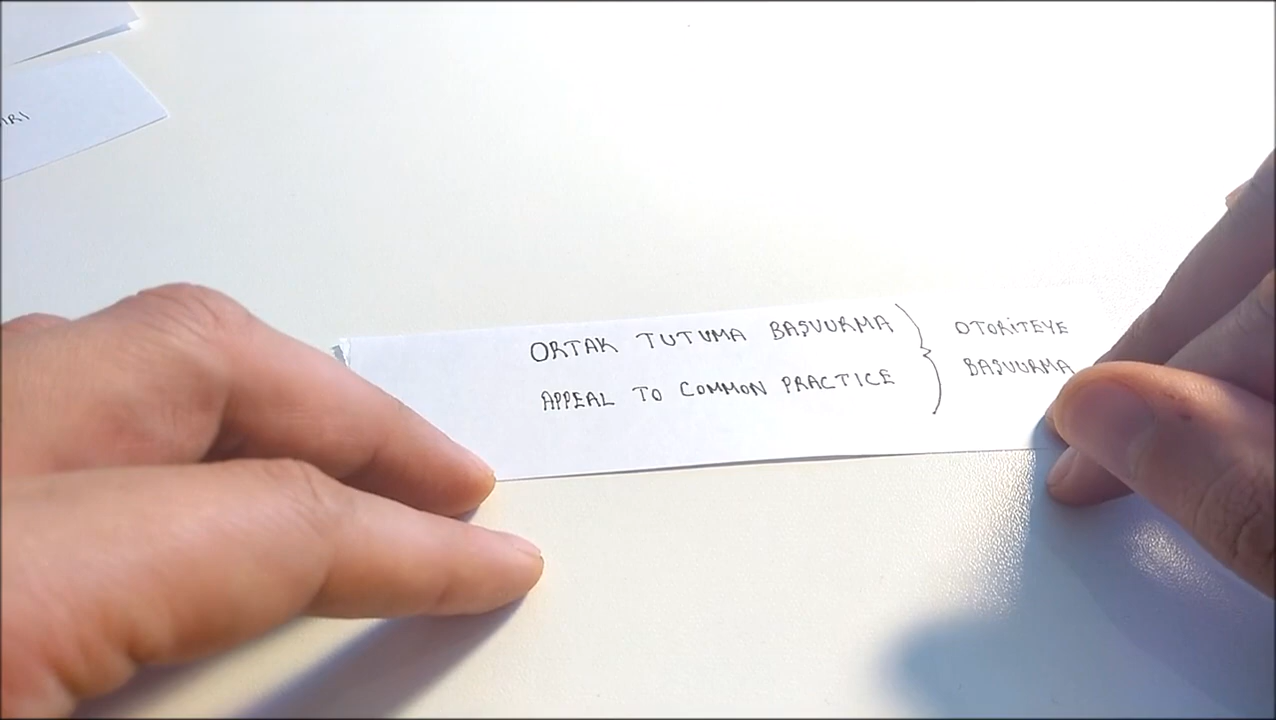 ORTAK TUTUMA BAŞVURMA
APPEAL TO COMMON PRACTICE
OTORİTEYE
BAŞVURMA